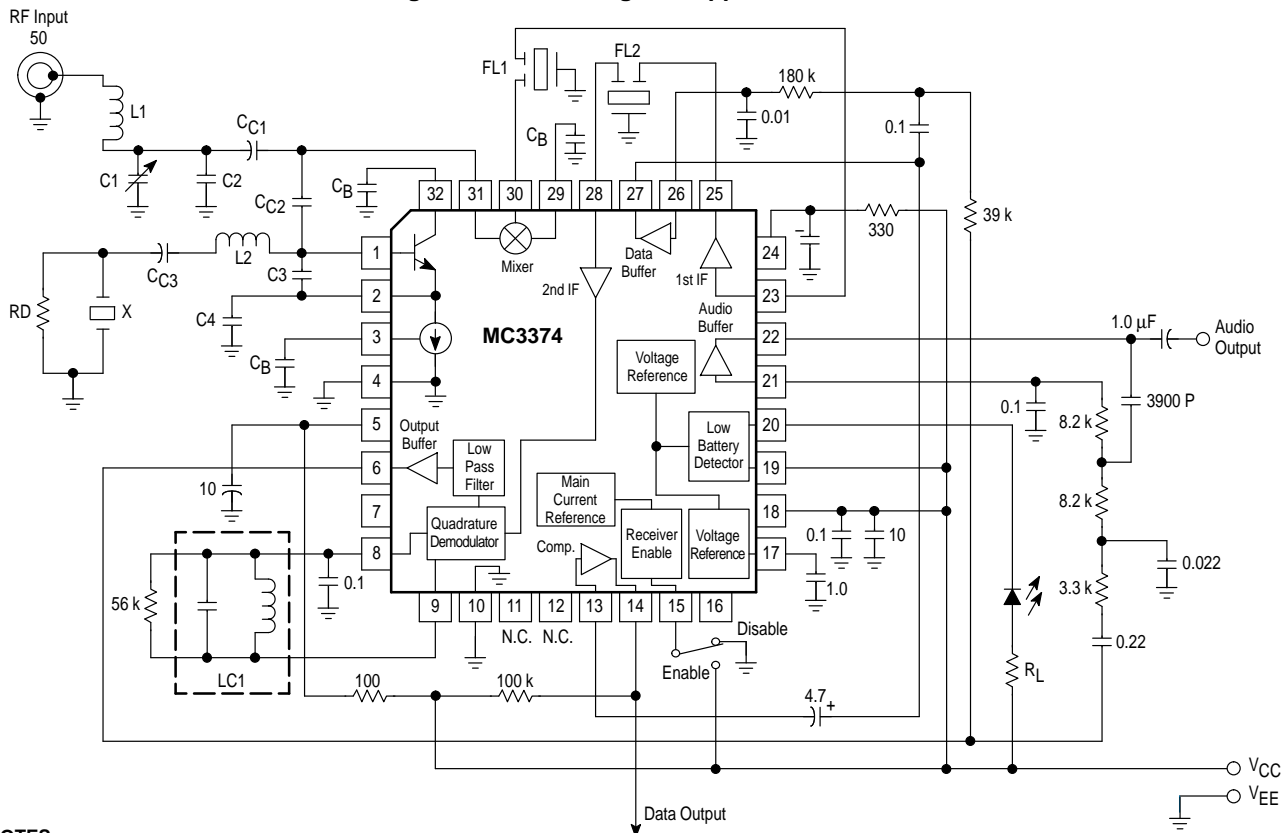 RF Input
50
L1
C1
C2
CC1
CC2
CB
FL1
CB
FL2
180 k
0.01
0.1
39 k
32
31
30
29
28
27
26
25
Mixer
2nd IF
Data
Buffer
1st IF
330
24
23
22
21
20
19
18
17
RD
X
CC3
L2
C3
C4
CB
1
2
3
4
5
6
7
8
MC3374
Audio
Buffer
Voltage
Reference
Low
Battery
Detector
1.0 µF
Audio
Output
3900 P
0.1
8.2 k
8.2 k
3.3 k
0.022
0.22
Output
Buffer
Low
Pass
Filter
Quadrature
Demodulator
Main
Current
Reference
Comp.
Receiver
Enable
Voltage
Reference
0.1
10
1.0
10
0.1
56 k
LC1
9
10
11
12
13
14
15
16
N.C.
N.C.
Disable
Enable
RL
100
100 k
4.7
+
VCC
VEE
Data Output